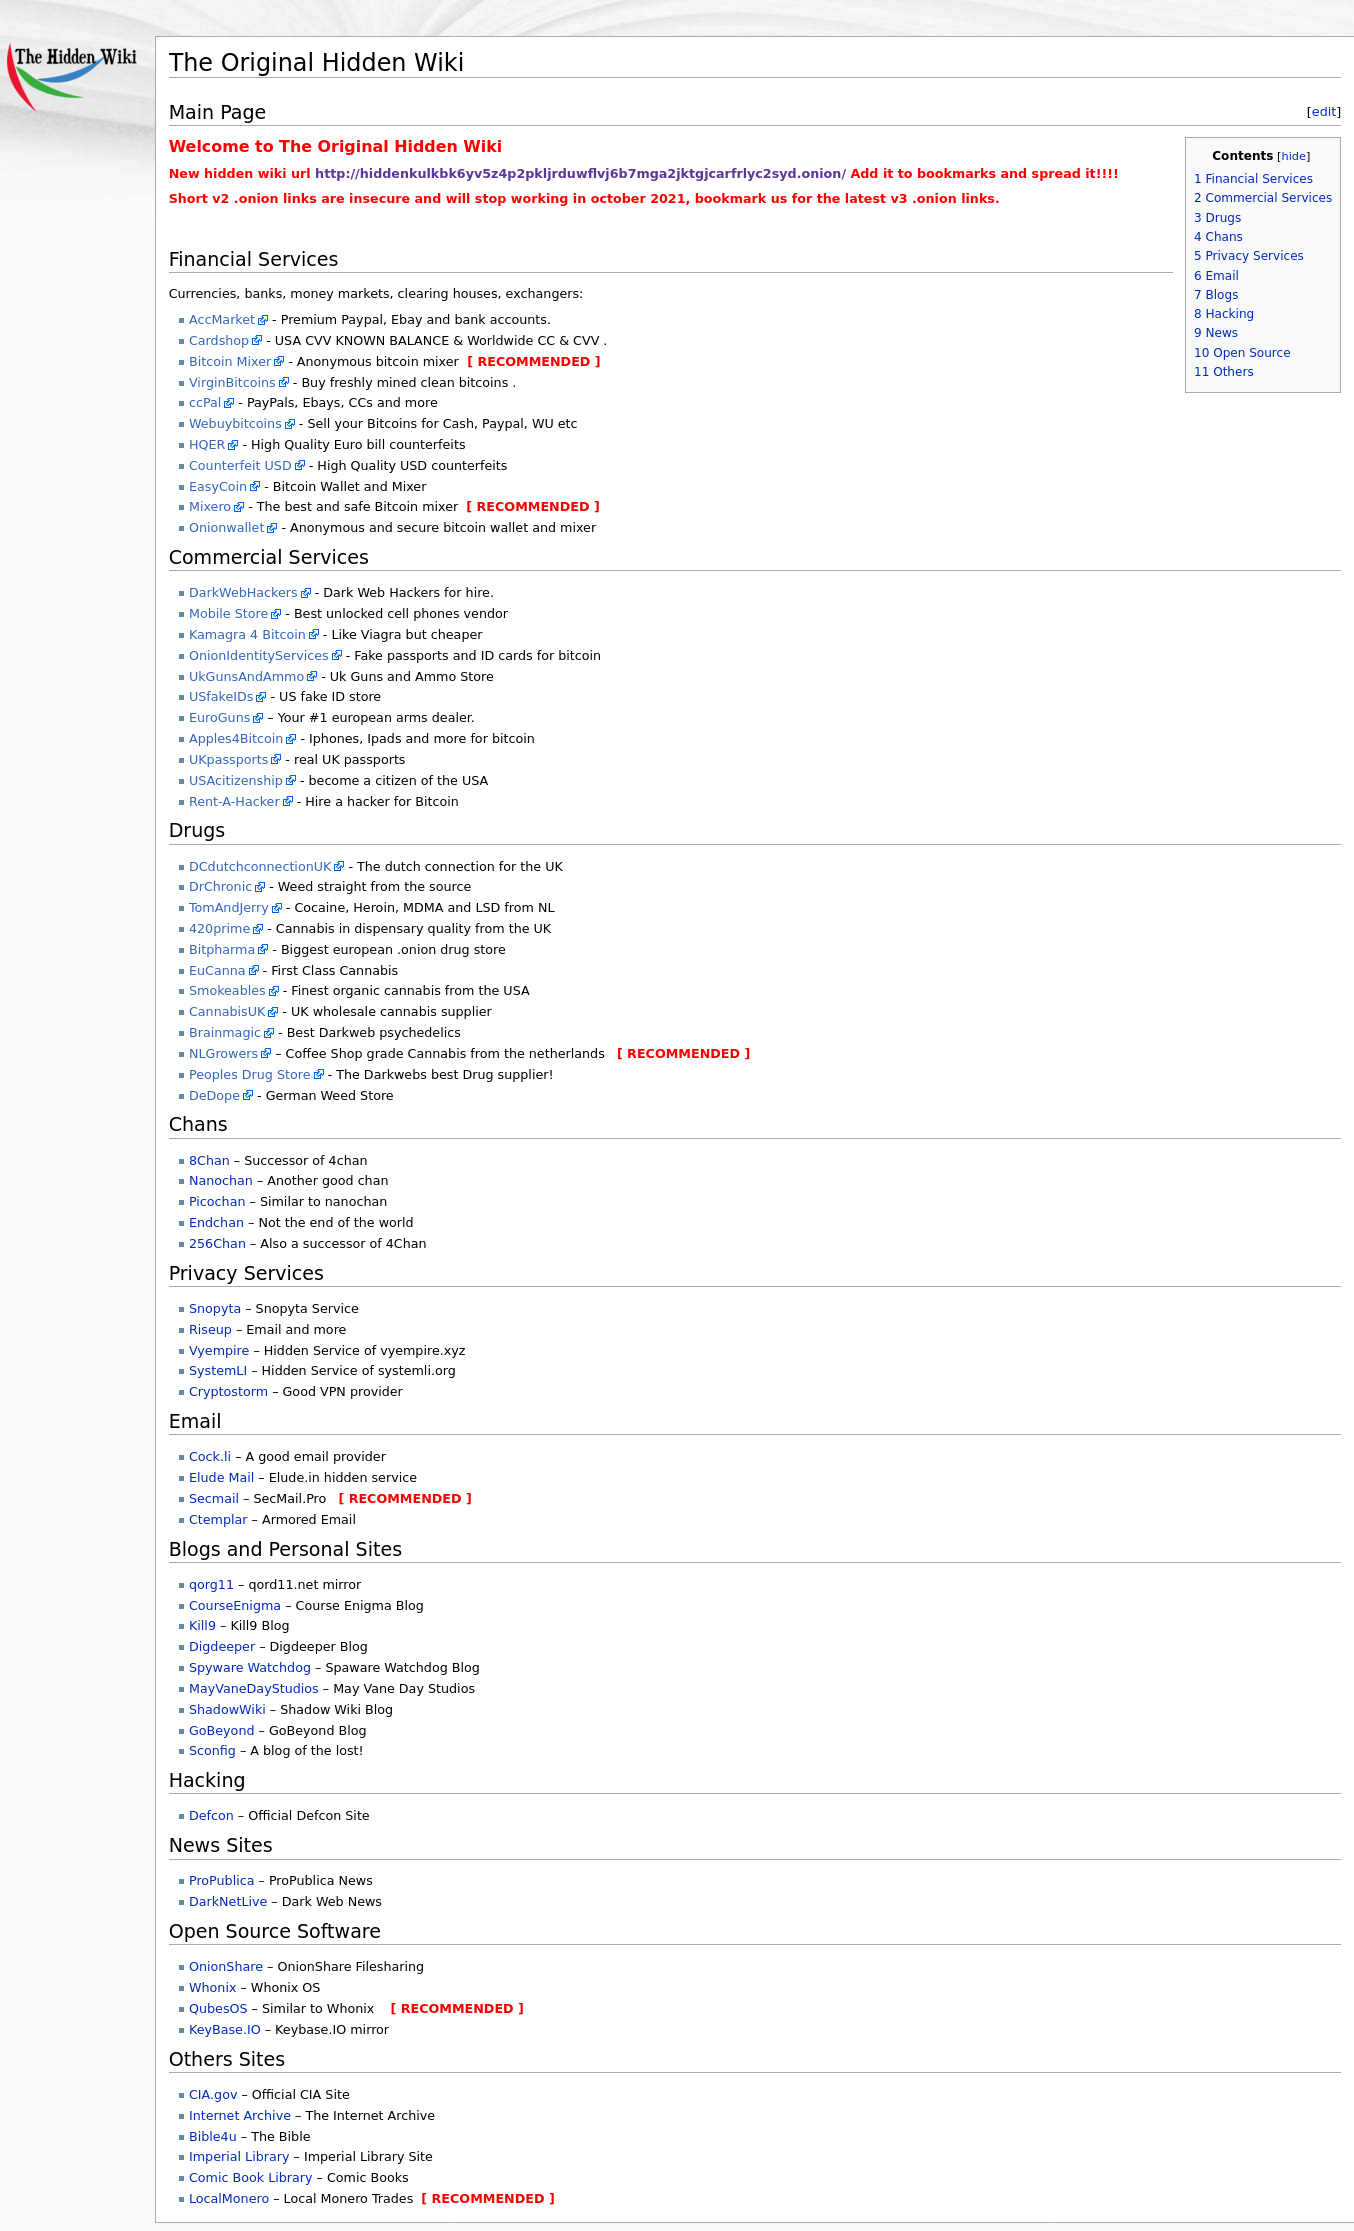 The Hidden Wiki
The Original Hidden Wiki
Main Page
[edit]
Welcome to The Original Hidden Wiki
New hidden wiki url http://hiddenkulkbk6yv5z4p2pkljrduwflvj6b7mga2jktgjcarfrlyc2syd.onion/ Add it to bookmarks and spread it!!!!
Short v2 .onion links are insecure and will stop working in october 2021, bookmark us for the latest v3 .onion links.
Contents [hide]
1 Financial Services
2 Commercial Services
3 Drugs
4 Chans
5 Privacy Services
6 Email
7 Blogs
8 Hacking
9 News
10 Open Source
11 Others
Financial Services
Currencies, banks, money markets, clearing houses, exchangers:
AccMarket - Premium Paypal, Ebay and bank accounts.
Cardshop - USA CVV KNOWN BALANCE & Worldwide CC & CVV .
Bitcoin Mixer - Anonymous bitcoin mixer [ RECOMMENDED ]
VirginBitcoins - Buy freshly mined clean bitcoins .
ccPal - PayPals, Ebays, CCs and more
Webuybitcoins - Sell your Bitcoins for Cash, Paypal, WU etc
HQER - High Quality Euro bill counterfeits
Counterfeit USD - High Quality USD counterfeits
EasyCoin - Bitcoin Wallet and Mixer
Mixero - The best and safe Bitcoin mixer [ RECOMMENDED ]
Onionwallet - Anonymous and secure bitcoin wallet and mixer
Commercial Services
DarkWebHackers - Dark Web Hackers for hire.
Mobile Store - Best unlocked cell phones vendor
Kamagra 4 Bitcoin - Like Viagra but cheaper
OnionIdentityServices - Fake passports and ID cards for bitcoin
UkGunsAndAmmo - Uk Guns and Ammo Store
USfakeIDs - US fake ID store
EuroGuns – Your #1 european arms dealer.
Apples4Bitcoin - Iphones, Ipads and more for bitcoin
UKpassports - real UK passports
USAcitizenship - become a citizen of the USA
Rent-A-Hacker - Hire a hacker for Bitcoin
Drugs
DCdutchconnectionUK - The dutch connection for the UK
DrChronic - Weed straight from the source
TomAndJerry - Cocaine, Heroin, MDMA and LSD from NL
420prime - Cannabis in dispensary quality from the UK
Bitpharma - Biggest european .onion drug store
EuCanna - First Class Cannabis
Smokeables - Finest organic cannabis from the USA
CannabisUK - UK wholesale cannabis supplier
Brainmagic - Best Darkweb psychedelics
NLGrowers – Coffee Shop grade Cannabis from the netherlands [ RECOMMENDED ]
Peoples Drug Store - The Darkwebs best Drug supplier!
DeDope - German Weed Store
Chans
8Chan – Successor of 4chan
Nanochan – Another good chan
Picochan – Similar to nanochan
Endchan – Not the end of the world
256Chan – Also a successor of 4Chan
Privacy Services
Snopyta – Snopyta Service
Riseup – Email and more
Vyempire – Hidden Service of vyempire.xyz
SystemLI – Hidden Service of systemli.org
Cryptostorm – Good VPN provider
Email
Cock.li – A good email provider
Elude Mail – Elude.in hidden service
Secmail – SecMail.Pro [ RECOMMENDED ]
Ctemplar – Armored Email
Blogs and Personal Sites
qorg11 – qord11.net mirror
CourseEnigma – Course Enigma Blog
Kill9 – Kill9 Blog
Digdeeper – Digdeeper Blog
Spyware Watchdog – Spaware Watchdog Blog
MayVaneDayStudios – May Vane Day Studios
ShadowWiki – Shadow Wiki Blog
GoBeyond – GoBeyond Blog
Sconfig – A blog of the lost!
Hacking
Defcon – Official Defcon Site
News Sites
ProPublica – ProPublica News
DarkNetLive – Dark Web News
Open Source Software
OnionShare – OnionShare Filesharing
Whonix – Whonix OS
QubesOS – Similar to Whonix [ RECOMMENDED ]
KeyBase.IO – Keybase.IO mirror
Others Sites
CIA.gov – Official CIA Site
Internet Archive – The Internet Archive
Bible4u – The Bible
Imperial Library – Imperial Library Site
Comic Book Library – Comic Books
LocalMonero – Local Monero Trades [ RECOMMENDED ]